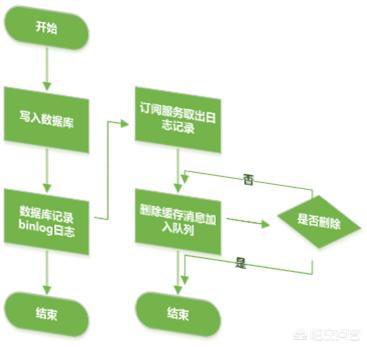 开始
写入数据库
数据库记录
binlog日志
结束
订阅服务取出日
志记录
否
删除缓存消息加
入队列
是否删除
是
结束
悟空问答